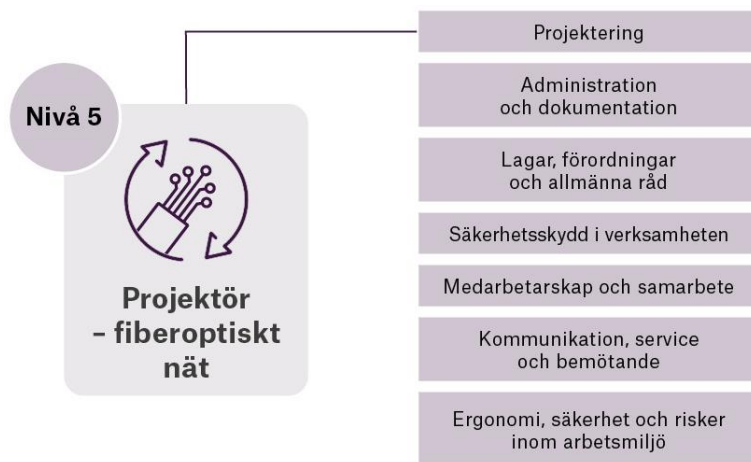 Nivå 5
Projektör
– fiberoptiskt
nät
Projektering
Administration
och dokumentation
Lagar, förordningar
och allmänna råd
Säkerhetsskydd i verksamheten
Medarbetarskap och samarbete
Kommunikation, service
och bemötande
Ergonomi, säkerhet och risker
inom arbetsmiljö